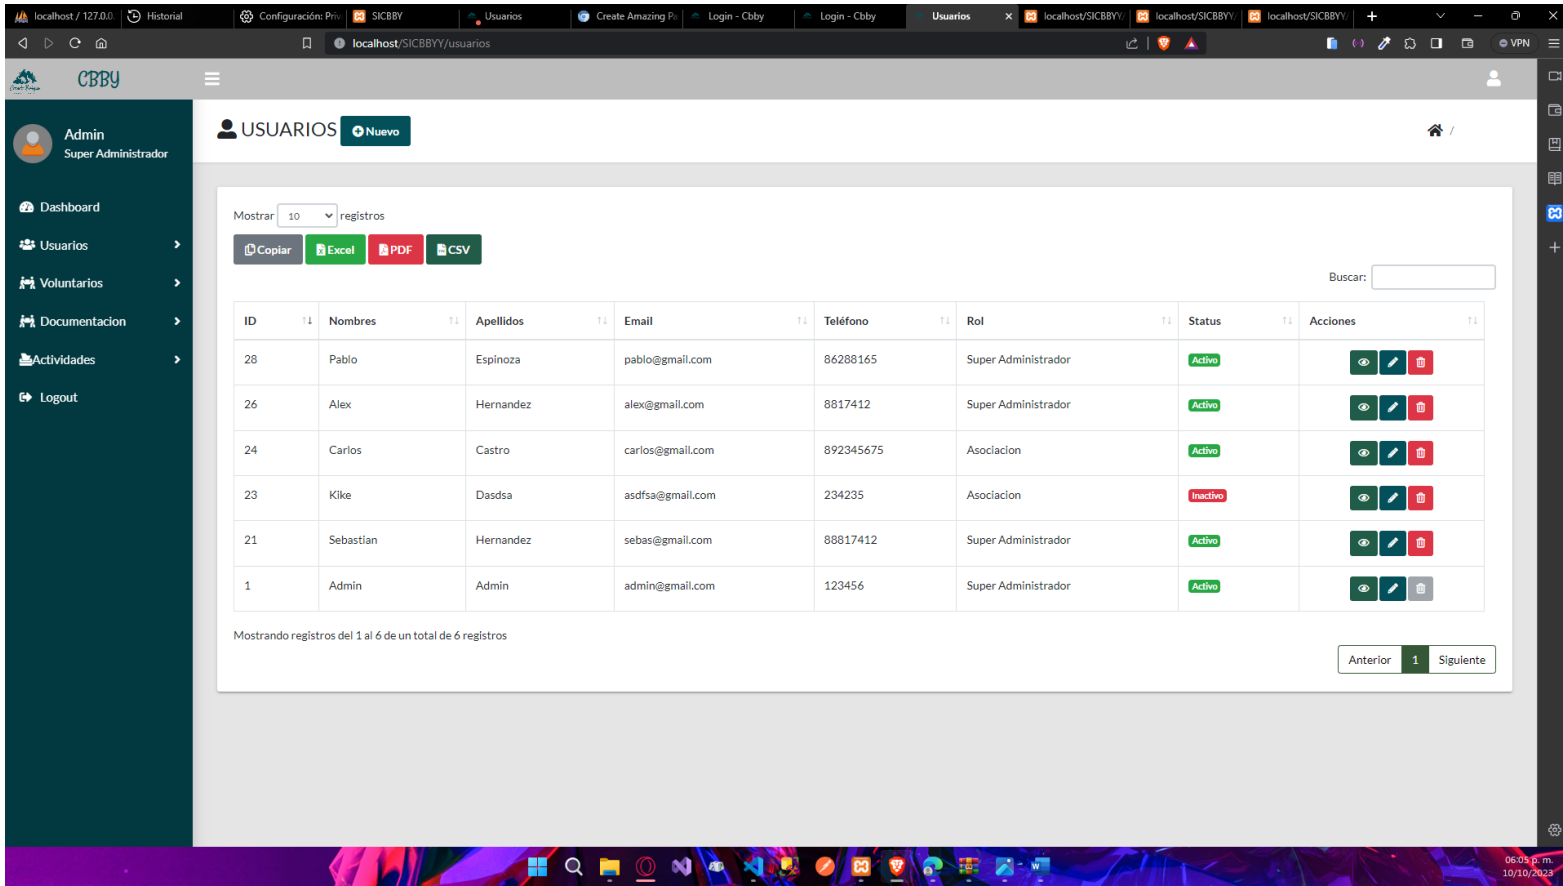 localhost / 127.0.0. Historial Configuración: Priv SICBBY Usuarios Create Amazing Pa Login - Cbby Login - Cbby Usuarios localhost/SICBBYY/ localhost/SICBBYY/ localhost/SICBBYY/
localhost/SICBBYY/usuarios VPN
CBBY
Admin
Super Administrador
Dashboard
Usuarios
Voluntarios
Documentacion
Actividades
Logout
USUARIOS Nuevo /
Mostrar 10 registros
Copiar Excel PDF CSV
Buscar:
ID Nombres Apellidos Email Teléfono Rol Status Acciones
28 Pablo Espinoza pablo@gmail.com 86288165 Super Administrador Activo
26 Alex Hernandez alex@gmail.com 8817412 Super Administrador Activo
24 Carlos Castro carlos@gmail.com 892345675 Asociacion Activo
23 Kike Dasdsa asdfsa@gmail.com 234235 Asociacion Inactivo
21 Sebastian Hernandez sebas@gmail.com 88817412 Super Administrador Activo
1 Admin Admin admin@gmail.com 123456 Super Administrador Activo
Mostrando registros del 1 al 6 de un total de 6 registros
Anterior 1 Siguiente
06:05 p. m.
10/10/2023